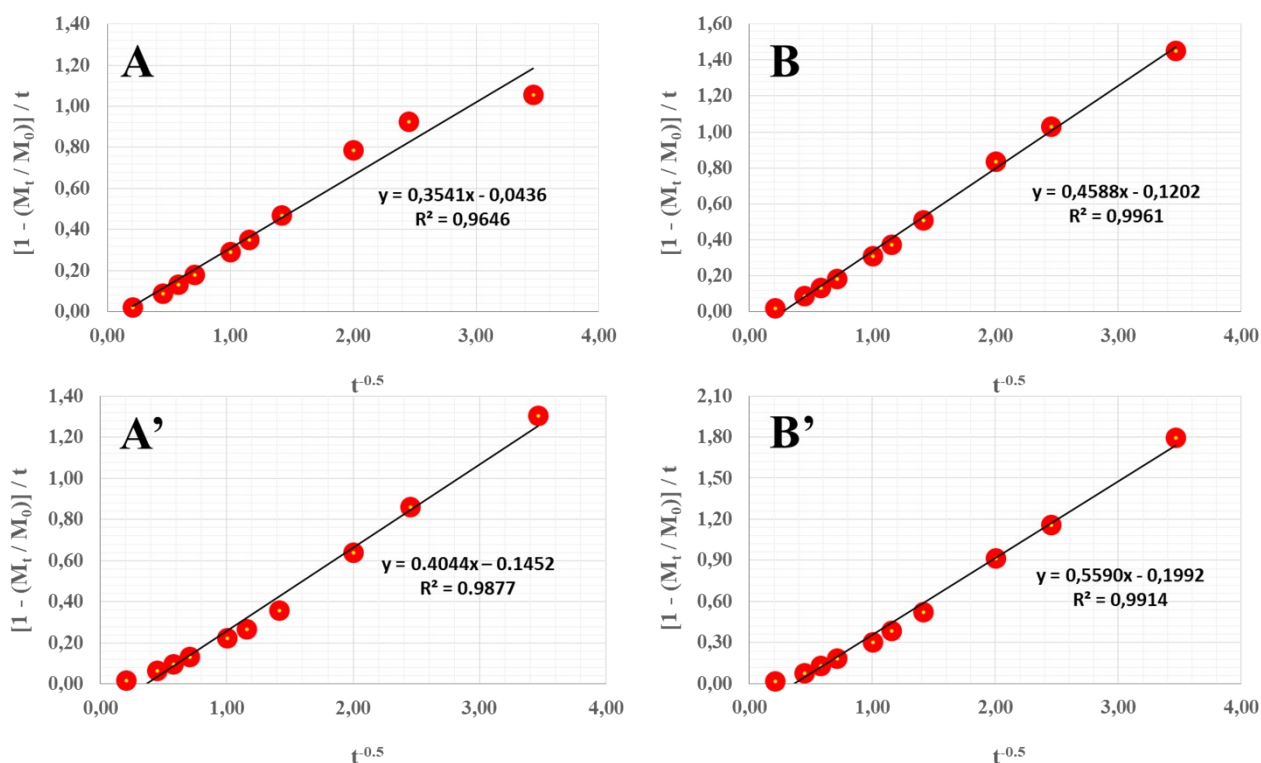 A
[1 - (Mt / M0)] / t
1,40
1,20
1,00
0,80
0,60
0,40
0,20
0,00
y = 0,3541x - 0,0436
R² = 0,9646
0,00 1,00 2,00 3,00 4,00
t-0.5
B
[1 - (Mt / M0)] / t
1,60
1,40
1,20
1,00
0,80
0,60
0,40
0,20
0,00
y = 0,4588x - 0,1202
R² = 0,9961
0,00 1,00 2,00 3,00 4,00
t-0.5
A’
[1 - (Mt / M0)] / t
1,40
1,20
1,00
0,80
0,60
0,40
0,20
0,00
y = 0.4044x – 0.1452
R² = 0.9877
0,00 1,00 2,00 3,00 4,00
t-0.5
B’
[1 - (Mt / M0)] / t
2,10
1,80
1,50
1,20
0,90
0,60
0,30
0,00
y = 0,5590x - 0,1992
R² = 0,9914
0,00 1,00 2,00 3,00 4,00
t-0.5